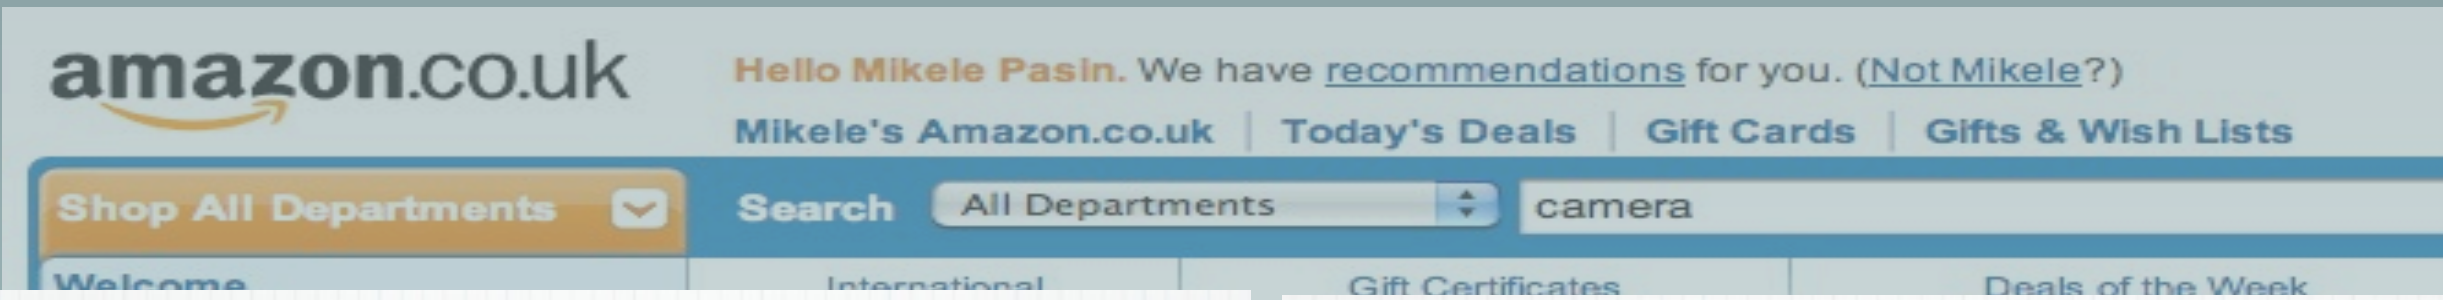 amazon.co.uk
Hello Mikele Pasin. We have recommendations for you. (Not Mikele?)
Mikele's Amazon.co.uk | Today's Deals | Gift Cards | Gifts & Wish Lists
Shop All Departments Search All Departments camera
Welcome International Gift Certificates Deals of the Week